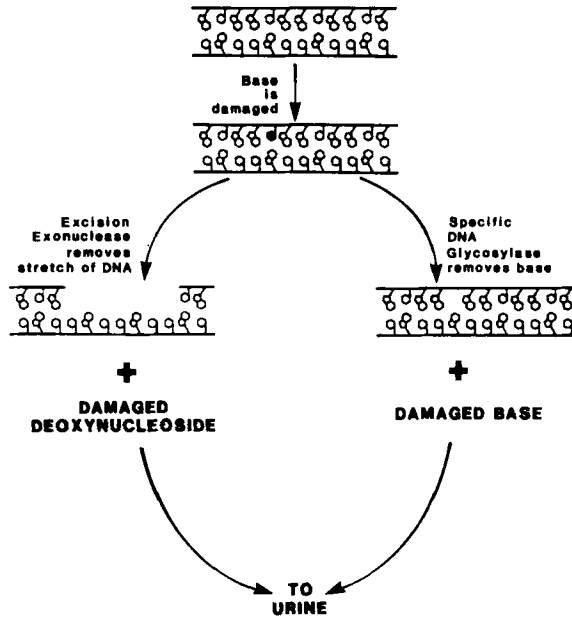 Base
is
damaged
Excision
Exonuclease
removes
stretch of DNA
Specific
DNA
Glycosylase
removes base
+
+
DAMAGED
DEOXYNUCLEOSIDE
DAMAGED BASE
TO
URINE